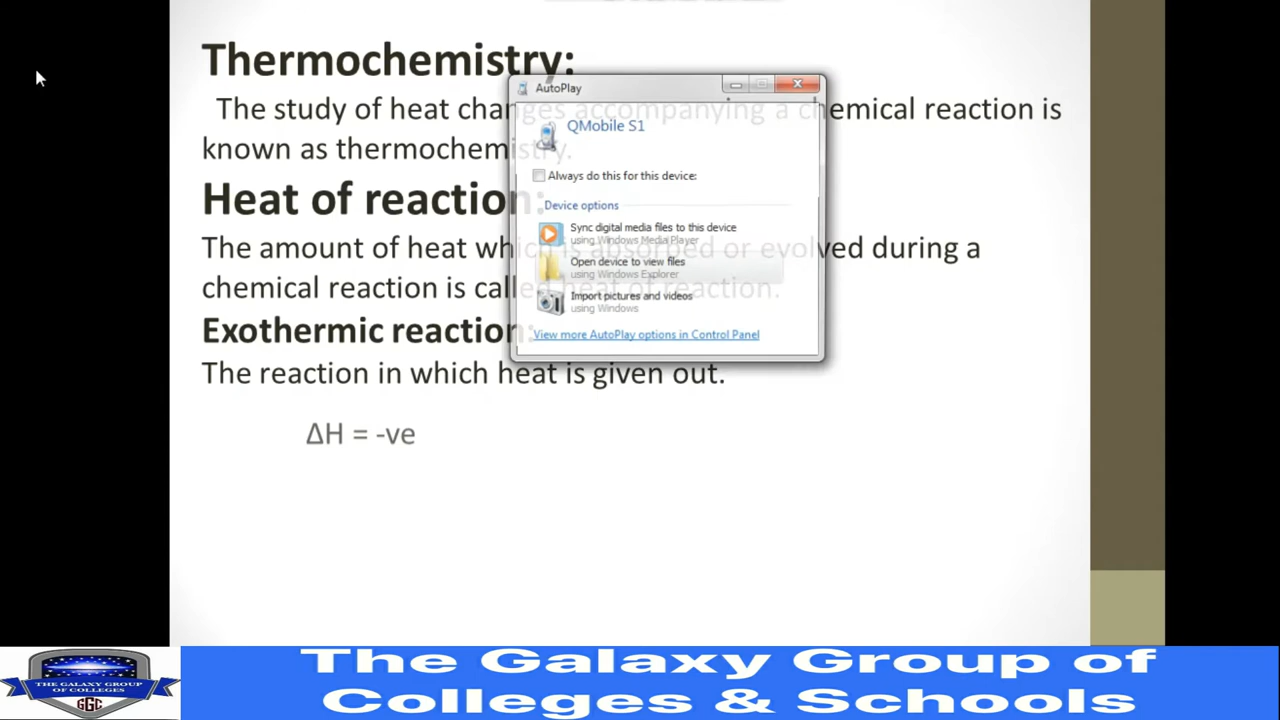 Thermochemistry:
The study of heat changes accompanying a chemical reaction is
known as thermochemistry.
Heat of reaction:
The amount of heat which is absorbed or evolved during a
chemical reaction is called heat of reaction.
Exothermic reaction:
The reaction in which heat is given out.
ΔH = -ve
AutoPlay
QMobile S1
Always do this for this device:
Device options
Sync digital media files to this device
using Windows Media Player
Open device to view files
using Windows Explorer
Import pictures and videos
using Windows
View more AutoPlay options in Control Panel
THE GALAXY GROUP
OF COLLEGES
GGC
The Galaxy Group of
Colleges & Schools